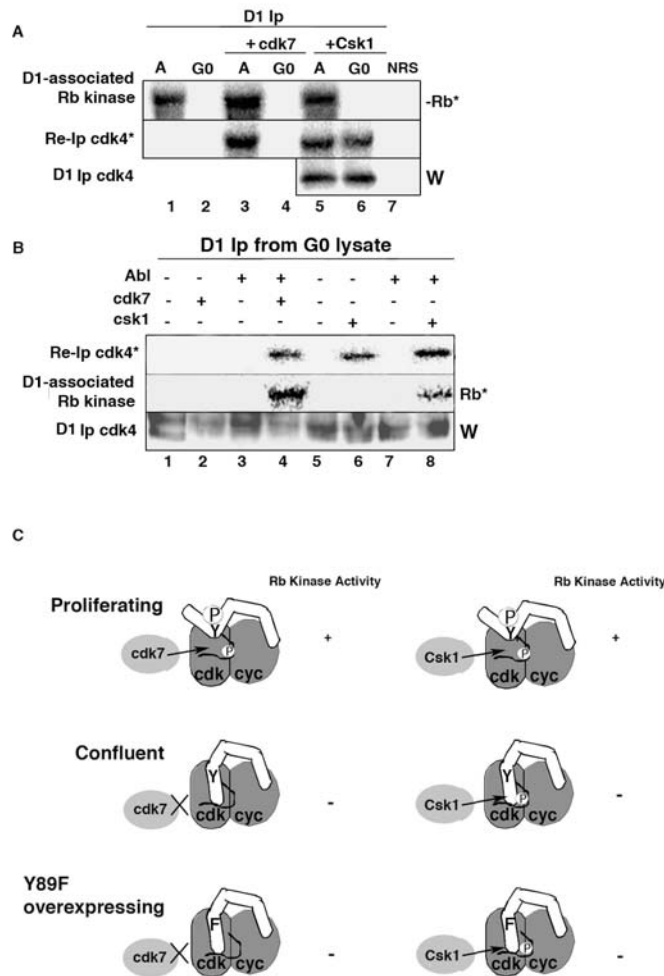 D1 Ip
A
+ cdk7 +Csk1
A G0 A G0 A G0 NRS
D1-associated
Rb kinase
-Rb*
Re-Ip cdk4*
D1 Ip cdk4
W
1 2 3 4 5 6 7
B
D1 Ip from G0 lysate
Abl - - + + - - + +
cdk7 - + - + - - - -
csk1 - - - - - + - +
Re-Ip cdk4*
D1-associated
Rb kinase
Rb*
D1 Ip cdk4
W
1 2 3 4 5 6 7 8
C
Rb Kinase Activity Rb Kinase Activity
Proliferating
P P
Y Y
cdk7 P + Csk1 P +
cdk cyc cdk cyc
Confluent
Y Y
cdk7 - Csk1 P -
cdk cyc cdk cyc
Y89F
overexpressing
F F
cdk7 - Csk1 P -
cdk cyc cdk cyc